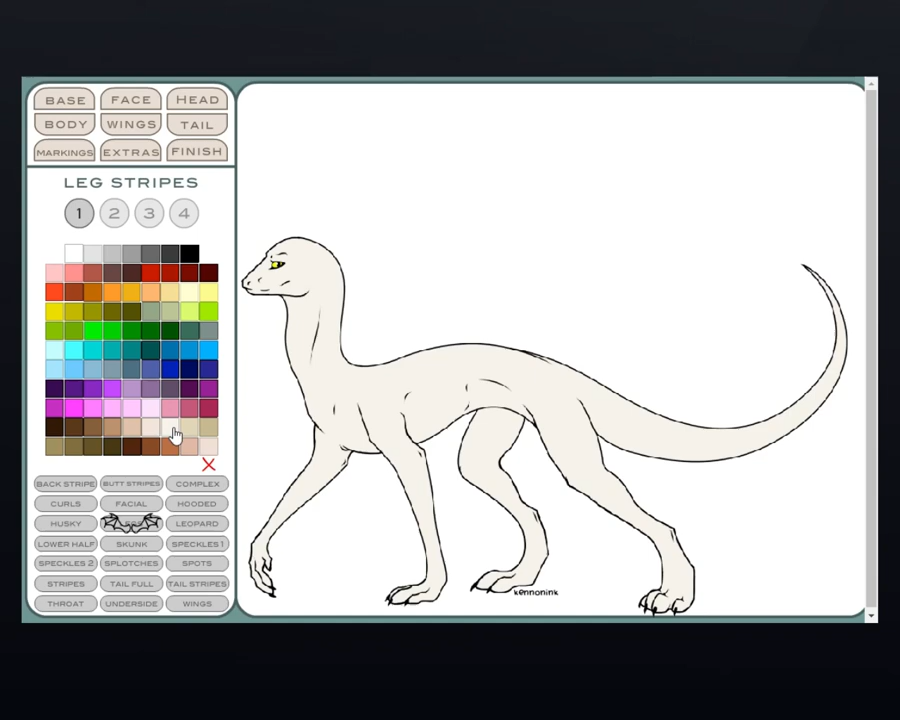 BASE FACE HEAD
BODY WINGS TAIL
MARKINGS EXTRAS FINISH
LEG STRIPES
1 2 3 4
BACK STRIPE BUTT STRIPES COMPLEX
CURLS FACIAL HOODED
HUSKY LEOPARD
LOWER HALF SKUNK SPECKLES 1
SPECKLES 2 SPLOTCHES SPOTS
STRIPES TAIL FULL TAIL STRIPES
THROAT UNDERSIDE WINGS
kennonink